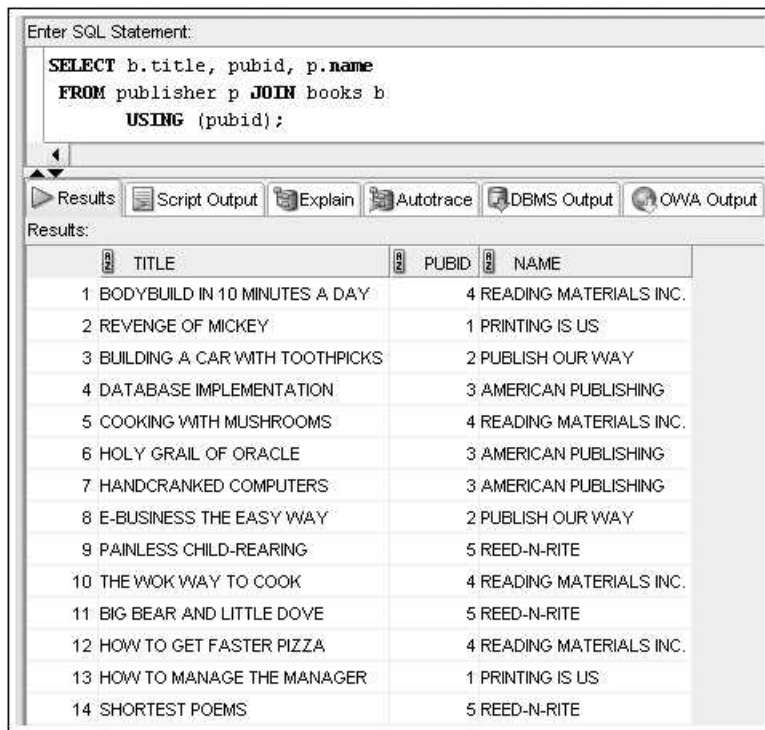 Enter SQL Statement:
SELECT b.title, pubid, p.name
FROM publisher p JOIN books b
USING (pubid);
Results Script Output Explain Autotrace DBMS Output OWA Output
Results:
TITLE PUBID NAME
1 BODYBUILD IN 10 MINUTES A DAY 4 READING MATERIALS INC.
2 REVENGE OF MICKEY 1 PRINTING IS US
3 BUILDING A CAR WITH TOOTHPICKS 2 PUBLISH OUR WAY
4 DATABASE IMPLEMENTATION 3 AMERICAN PUBLISHING
5 COOKING WITH MUSHROOMS 4 READING MATERIALS INC.
6 HOLY GRAIL OF ORACLE 3 AMERICAN PUBLISHING
7 HANDCRANKED COMPUTERS 3 AMERICAN PUBLISHING
8 E-BUSINESS THE EASY WAY 2 PUBLISH OUR WAY
9 PAINLESS CHILD-REARING 5 REED-N-RITE
10 THE WOK WAY TO COOK 4 READING MATERIALS INC.
11 BIG BEAR AND LITTLE DOVE 5 REED-N-RITE
12 HOW TO GET FASTER PIZZA 4 READING MATERIALS INC.
13 HOW TO MANAGE THE MANAGER 1 PRINTING IS US
14 SHORTEST POEMS 5 REED-N-RITE